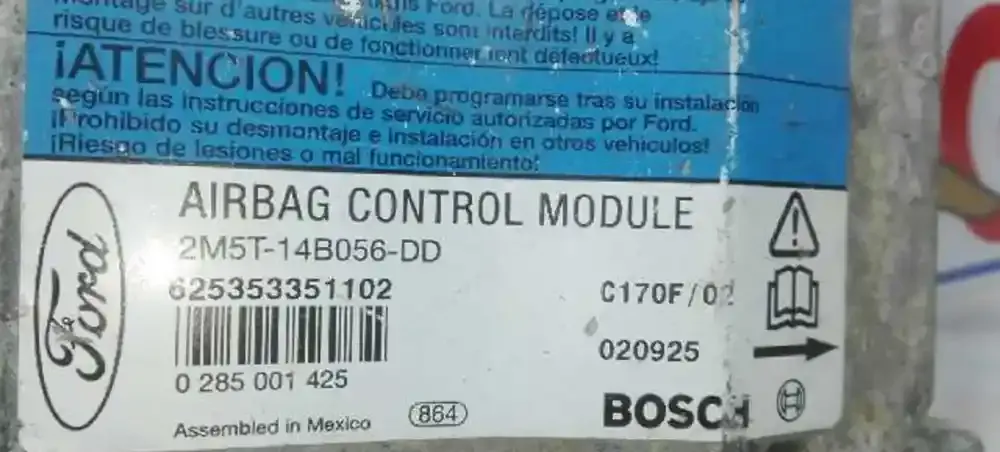 sur d'autres véhicules sont interdits! Il y a
risque de blessure ou de fonctionnement défectueux!
¡ATENCION! Debe programarse tras su instalación
según las instrucciones de servicio autorizadas por Ford.
¡Prohibido su desmontaje e instalación en otros vehiculos!
¡Riesgo de lesiones o mal funcionamiento!
AIRBAG CONTROL MODULE
2M5T-14B056-DD
625353351102
C170F/02
0 285 001 425
020925
Assembled in Mexico
864
BOSCH
Ford